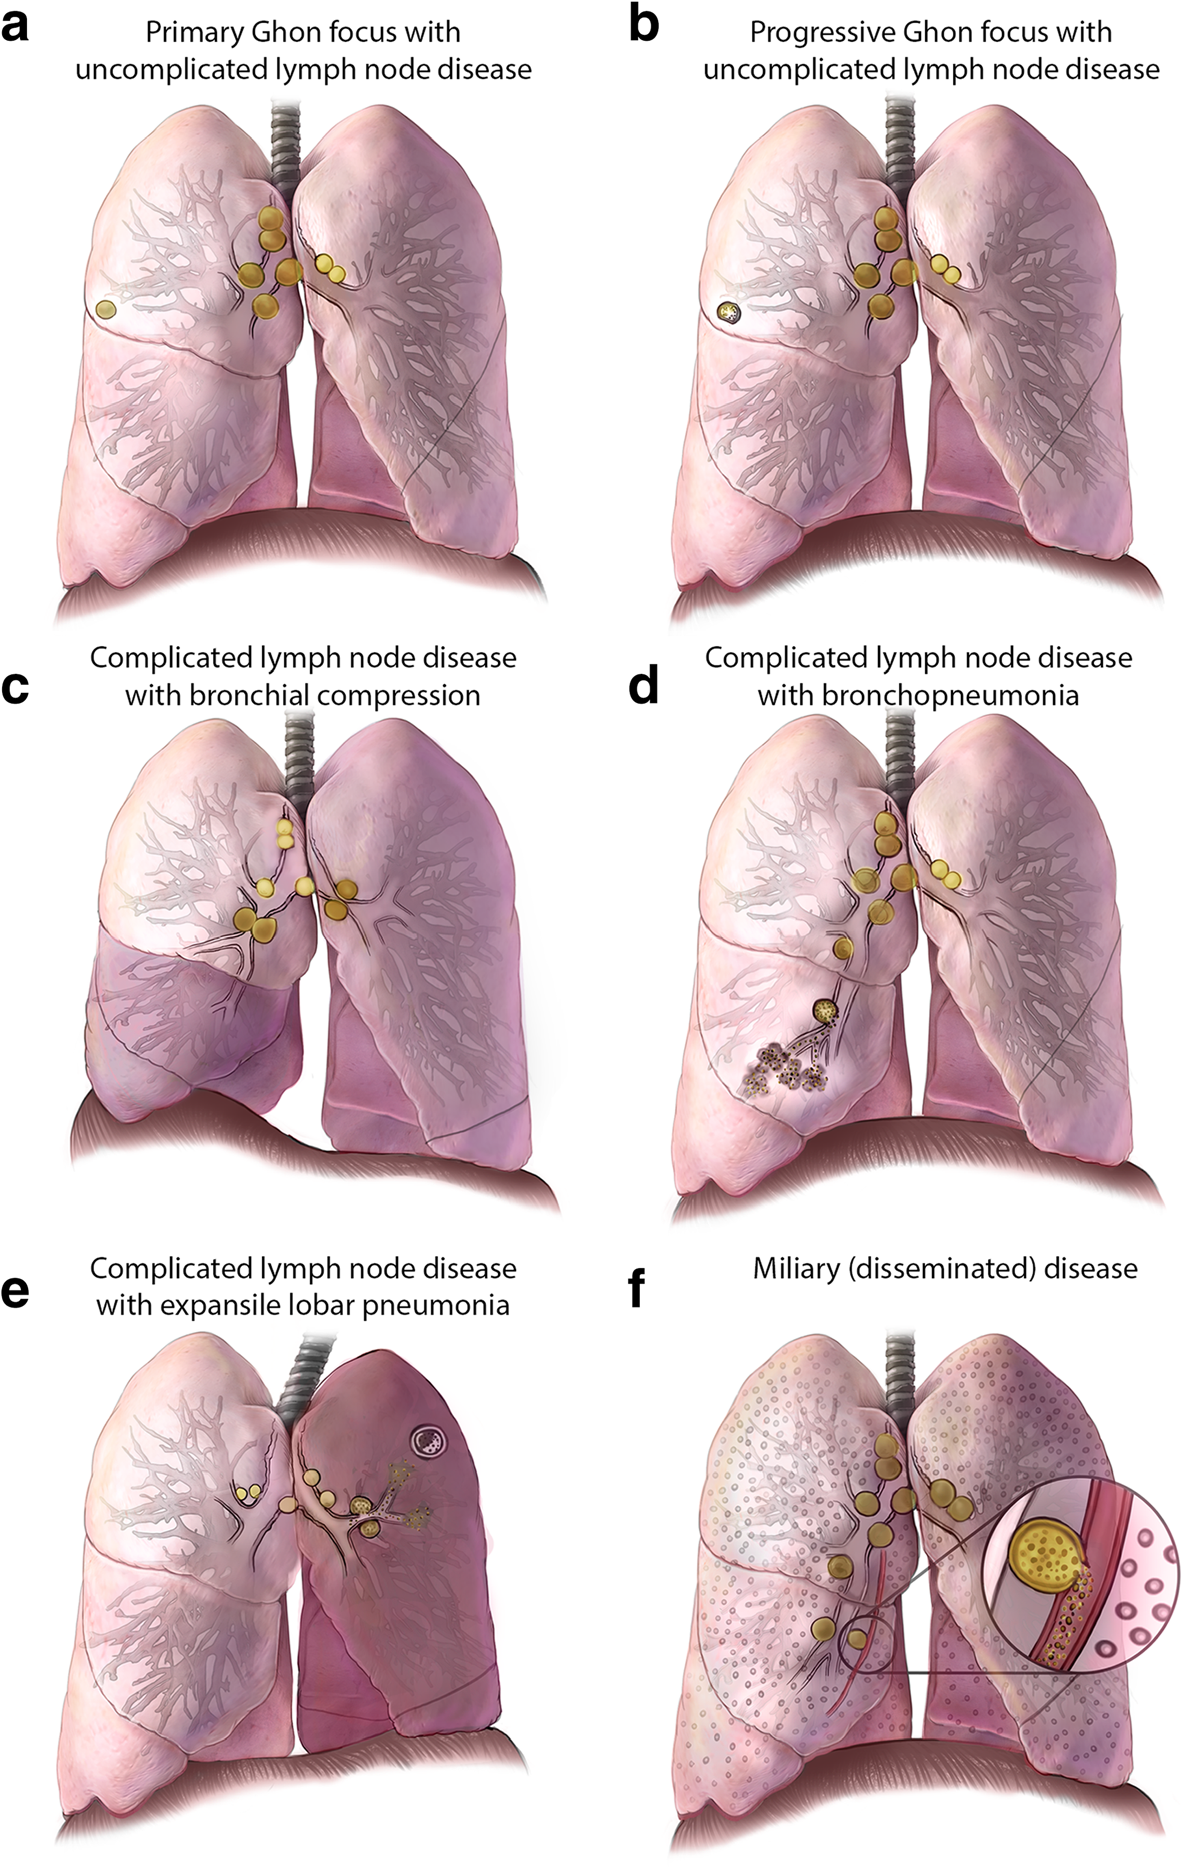 a
Primary Ghon focus with
uncomplicated lymph node disease
b
Progressive Ghon focus with
uncomplicated lymph node disease
c
Complicated lymph node disease
with bronchial compression
d
Complicated lymph node disease
with bronchopneumonia
e
Complicated lymph node disease
with expansile lobar pneumonia
f
Miliary (disseminated) disease